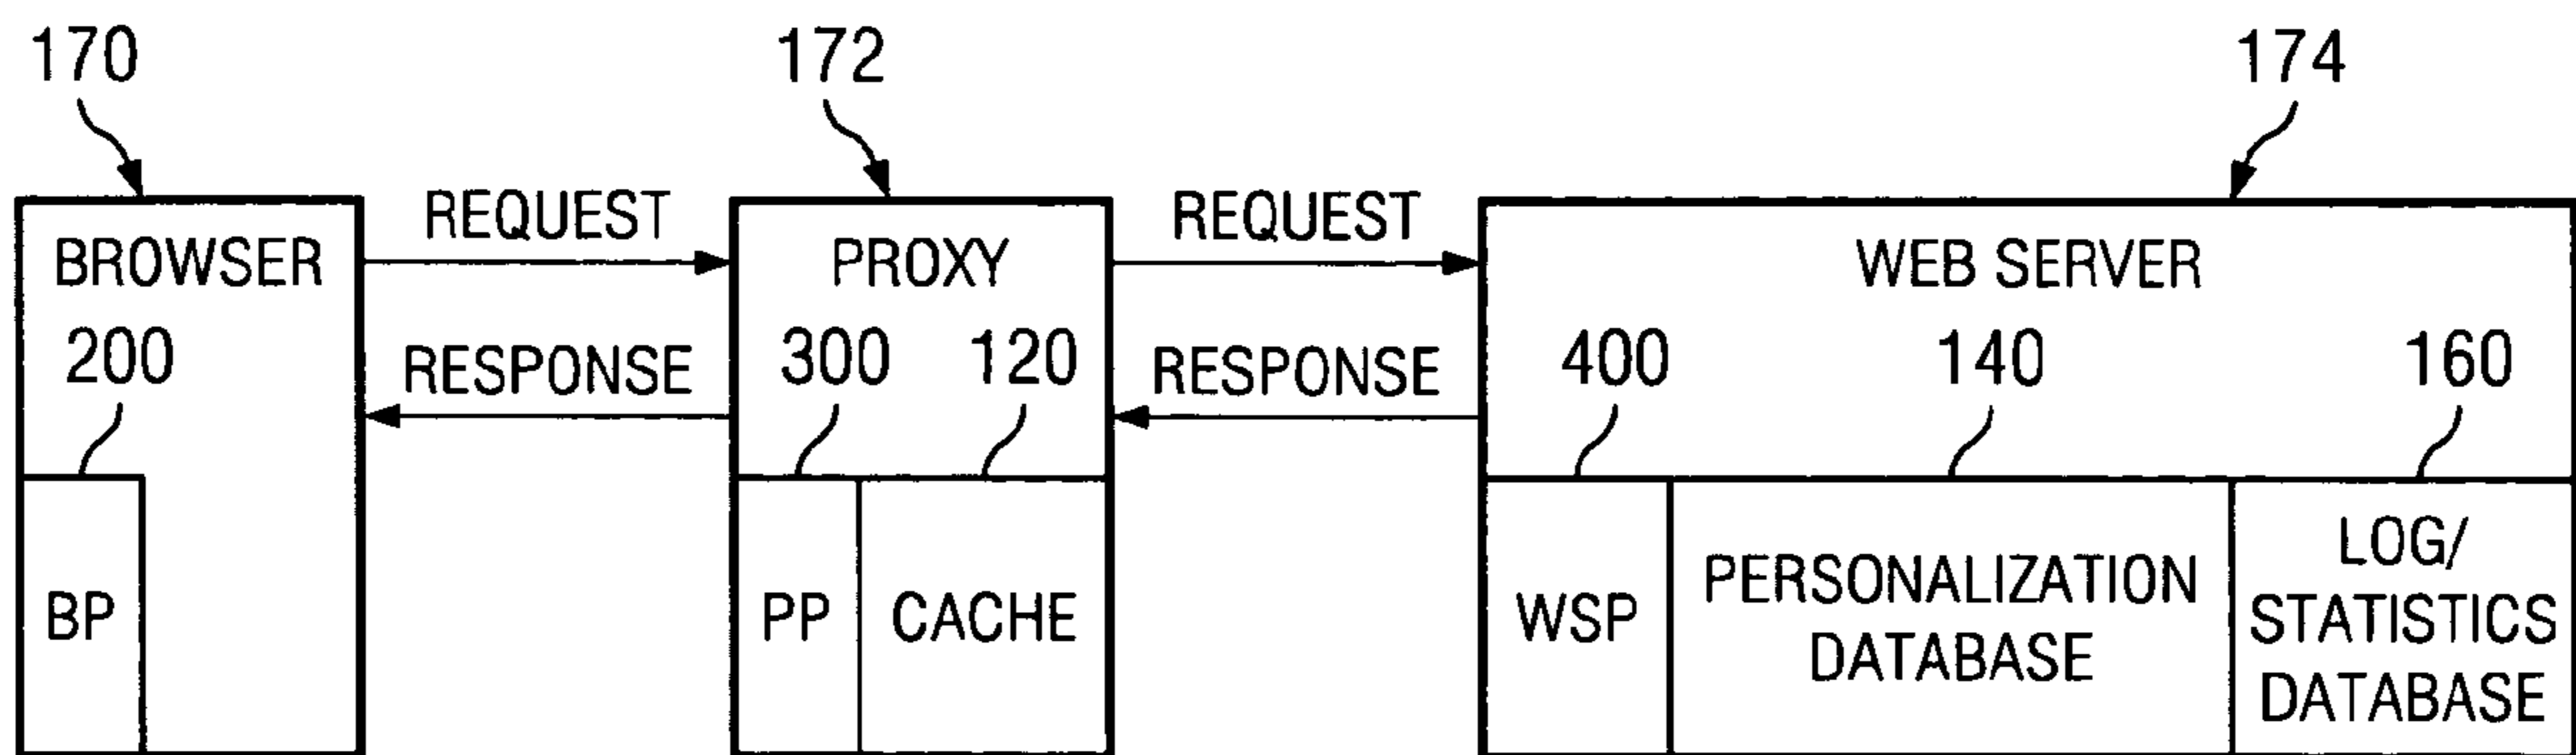 170
172
174
REQUEST
REQUEST
BROWSER
PROXY
WEB SERVER
200
RESPONSE
300
120
RESPONSE
400
140
160
BP
PP
CACHE
WSP
PERSONALIZATION
DATABASE
LOG/
STATISTICS
DATABASE